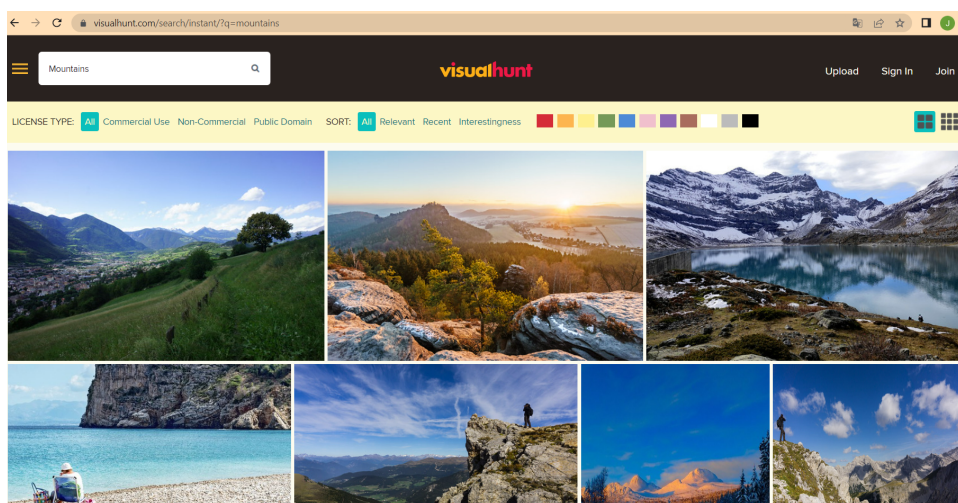 visualhunt.com/search/instant/?q=mountains
J
Mountains
visualhunt
Upload Sign In Join
LICENSE TYPE: All Commercial Use Non-Commercial Public Domain SORT: All Relevant Recent Interestingness